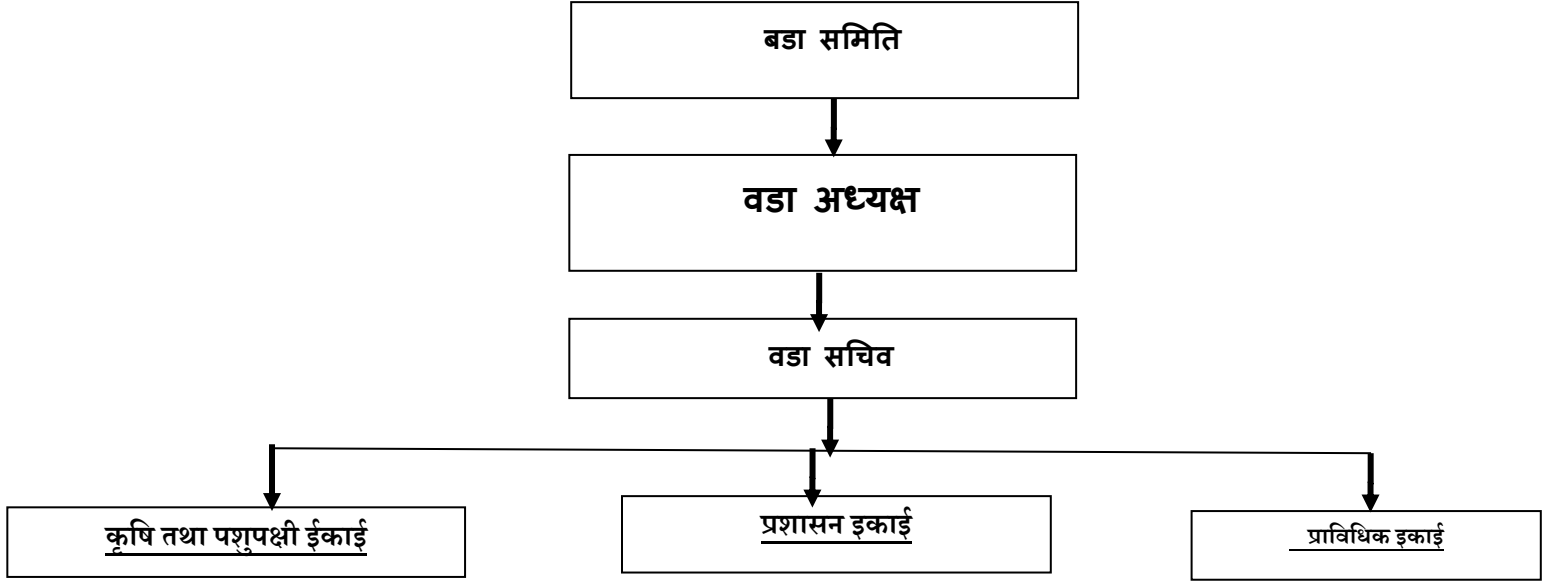 बडा समिति
वडा अध्यक्ष
वडा सचिव
कृषि तथा पशुपक्षी ईकाई
प्रशासन इकाई
प्राविधिक इकाई